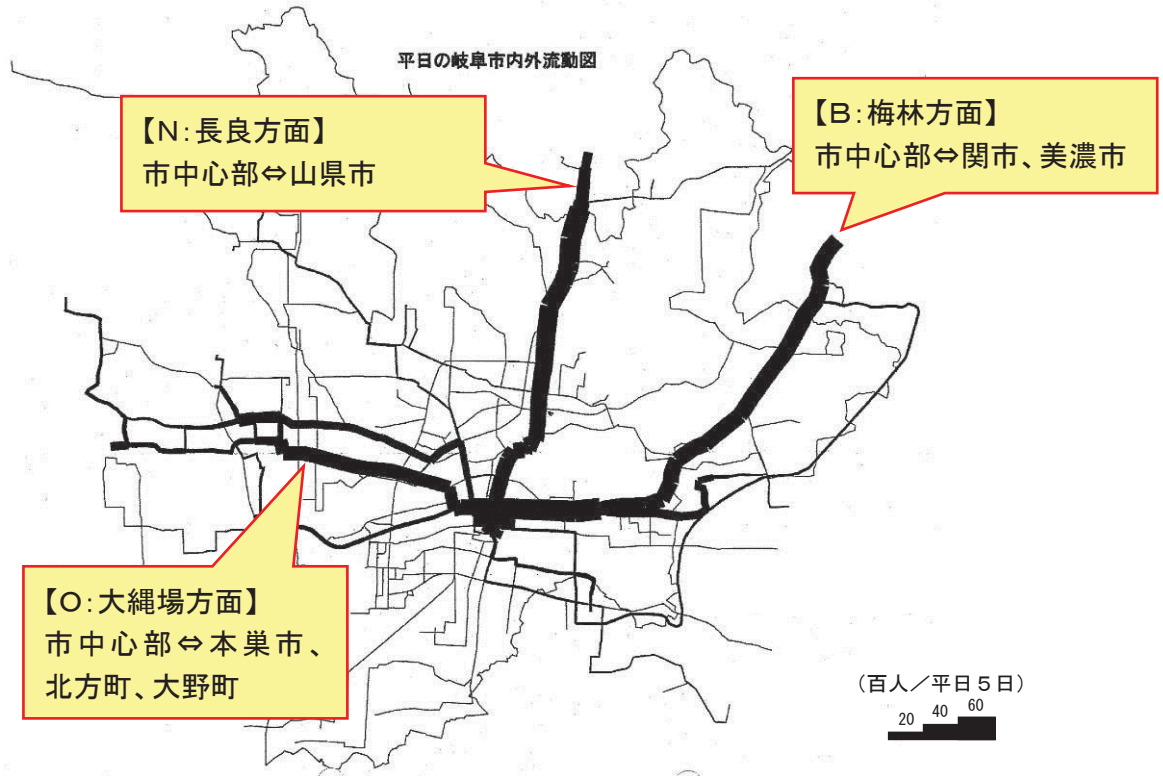 平日の岐阜市内外流動図
【N:長良方面】
市中心部⇔山県市
【B:梅林方面】
市中心部⇔関市、美濃市
【O:大縄場方面】
市中心部⇔本巣市、
北方町、大野町
(百人/平日5日)
20 40 60